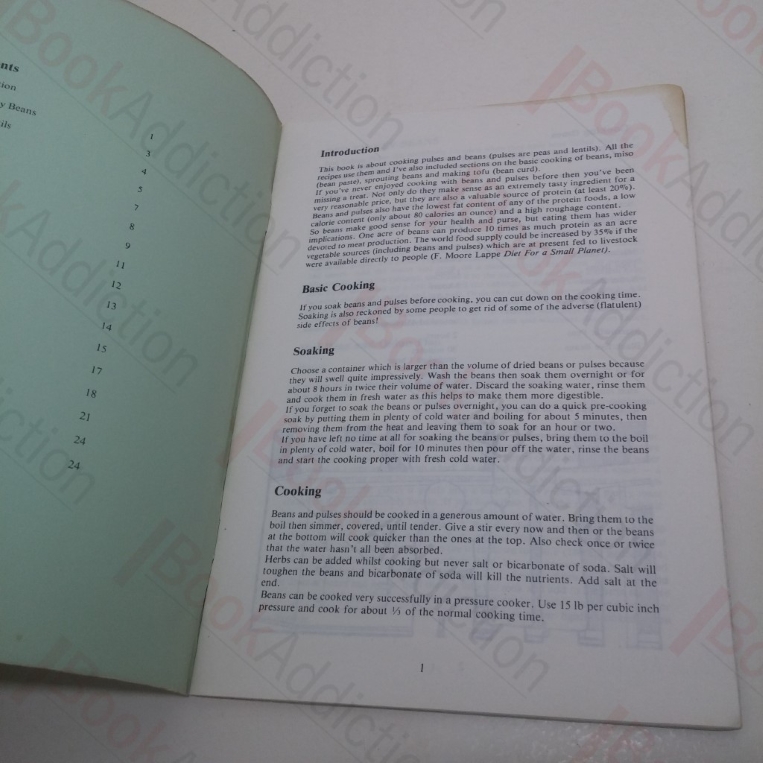 nts
ion
y Beans
ils
1
3
4
5
7
8
9
11
12
13
14
15
17
18
21
24
24
Introduction
This book is about cooking pulses and beans (pulses are peas and lentils). All the
recipes use them and I've also included sections on the basic cooking of beans, miso
(bean paste), sprouting beans and making tofu (bean curd).
If you've never enjoyed cooking with beans and pulses before then you've been
missing a treat. Not only do they make sense as an extremely tasty ingredient for a
very reasonable price, but they are also a valuable source of protein (at least 20%).
Beans and pulses also have the lowest fat content of any of the protein foods, a low
calorie content (only about 80 calories an ounce) and a high roughage content.
So beans make good sense for your health and purse, but eating them has wider
implications. One acre of beans can produce 10 times as much protein as an acre
devoted to meat production. The world food supply could be increased by 35% if the
vegetable sources (including beans and pulses) which are at present fed to livestock
were available directly to people (F. Moore Lappe Diet For a Small Planet).
Basic Cooking
If you soak beans and pulses before cooking, you can cut down on the cooking time.
Soaking is also reckoned by some people to get rid of some of the adverse (flatulent)
side effects of beans!
Soaking
Choose a container which is larger than the volume of dried beans or pulses because
they will swell quite impressively. Wash the beans then soak them overnight or for
about 8 hours in twice their volume of water. Discard the soaking water, rinse them
and cook them in fresh water as this helps to make them more digestible.
If you forget to soak the beans or pulses overnight, you can do a quick pre-cooking
soak by putting them in plenty of cold water and boiling for about 5 minutes, then
removing them from the heat and leaving them to soak for an hour or two.
If you have left no time at all for soaking the beans or pulses, bring them to the boil
in plenty of cold water, boil for 10 minutes then pour off the water, rinse the beans
and start the cooking proper with fresh cold water.
Cooking
Beans and pulses should be cooked in a generous amount of water. Bring them to the
boil then simmer, covered, until tender. Give a stir every now and then or the beans
at the bottom will cook quicker than the ones at the top. Also check once or twice
that the water hasn't all been absorbed.
Herbs can be added whilst cooking but never salt or bicarbonate of soda. Salt will
toughen the beans and bicarbonate of soda will kill the nutrients. Add salt at the
end.
Beans can be cooked very successfully in a pressure cooker. Use 15 lb per cubic inch
pressure and cook for about ⅓ of the normal cooking time.
1
BookAddiction